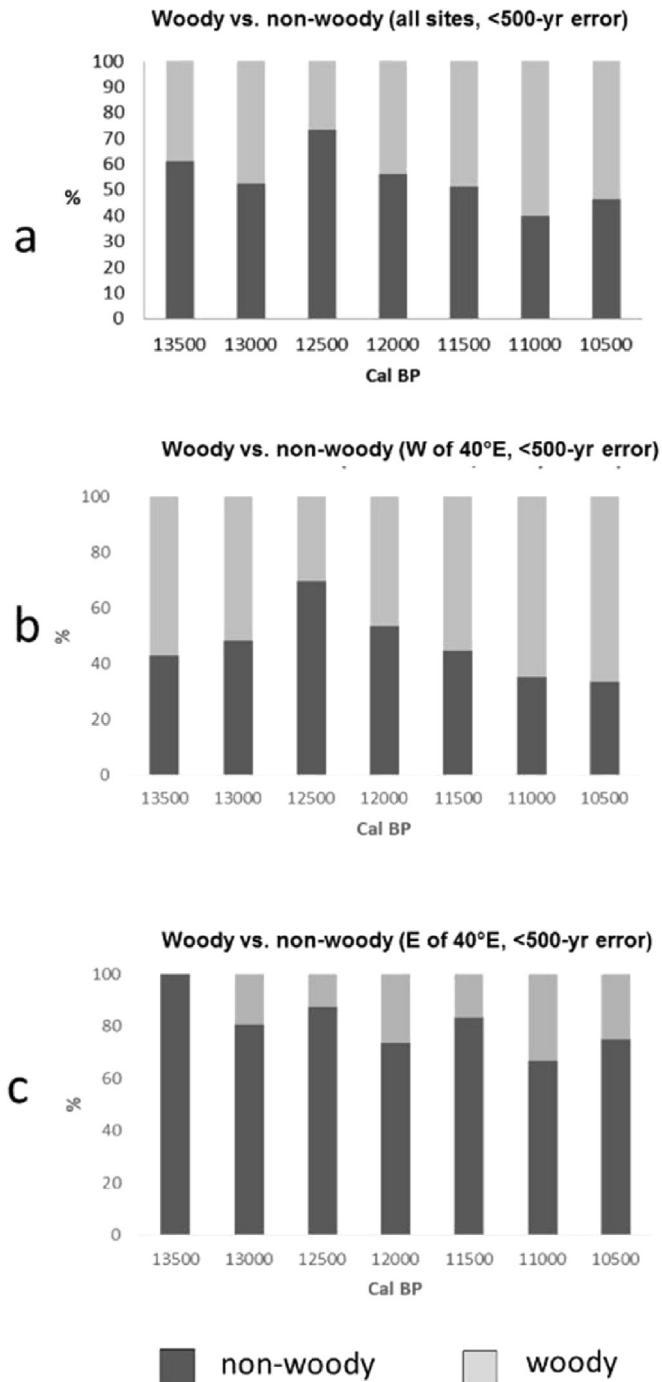 Woody vs. non-woody (all sites, <500-yr error)
100
90
80
70
60
50
40
30
20
10
0
%
a
13500 13000 12500 12000 11500 11000 10500
Cal BP
Woody vs. non-woody (W of 40°E, <500-yr error)
100
80
60
40
20
0
%
b
13500 13000 12500 12000 11500 11000 10500
Cal BP
Woody vs. non-woody (E of 40°E, <500-yr error)
100
80
60
40
20
0
%
c
13500 13000 12500 12000 11500 11000 10500
Cal BP
non-woody woody